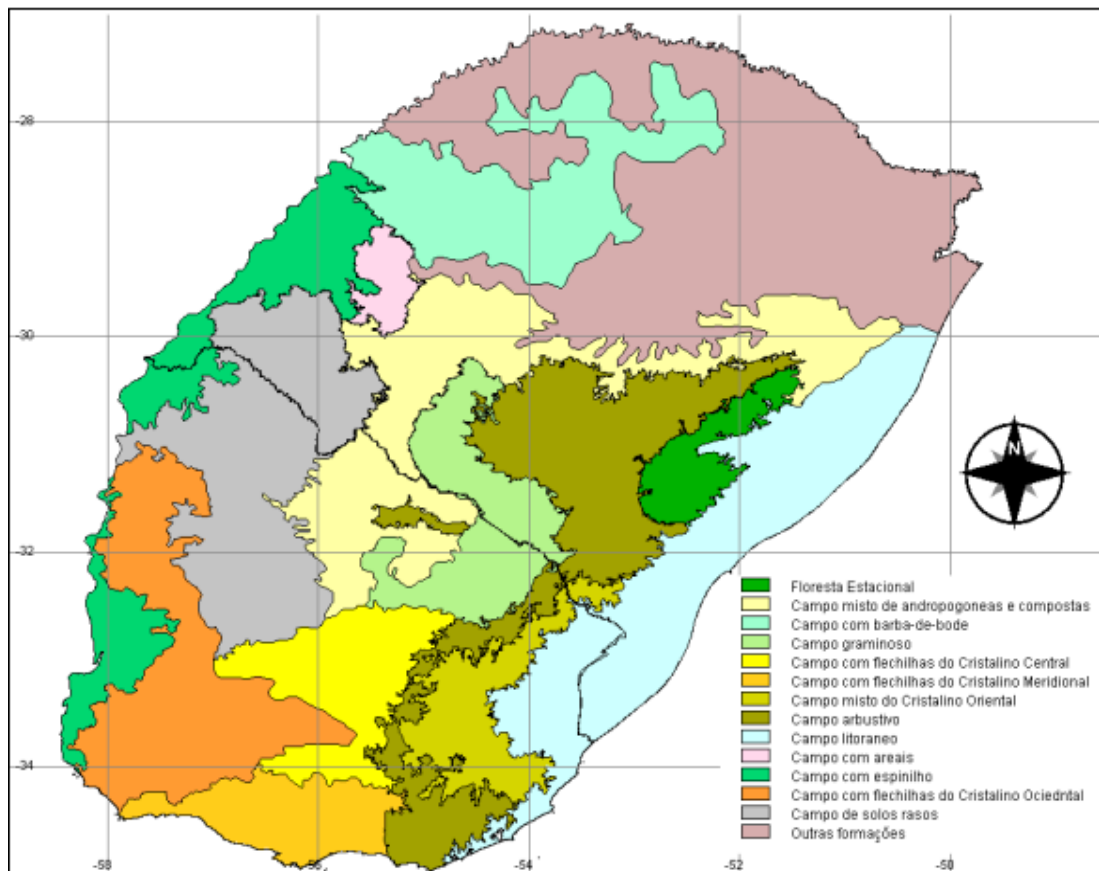 -28
-30
-32
-34
N
Floresta Estacional
Campo misto de andropogoneas e compostas
Campo com barba-de-bode
Campo graminoso
Campo com flechilhas do Cristalino Central
Campo com flechilhas do Cristalino Meridional
Campo misto do Cristalino Oriental
Campo arbustivo
Campo litoraneo
Campo com areais
Campo com espinilho
Campo com flechilhas do Cristalino Ociedntal
Campo de solos rasos
Outras formações
-58 -56 -54 -52 -50